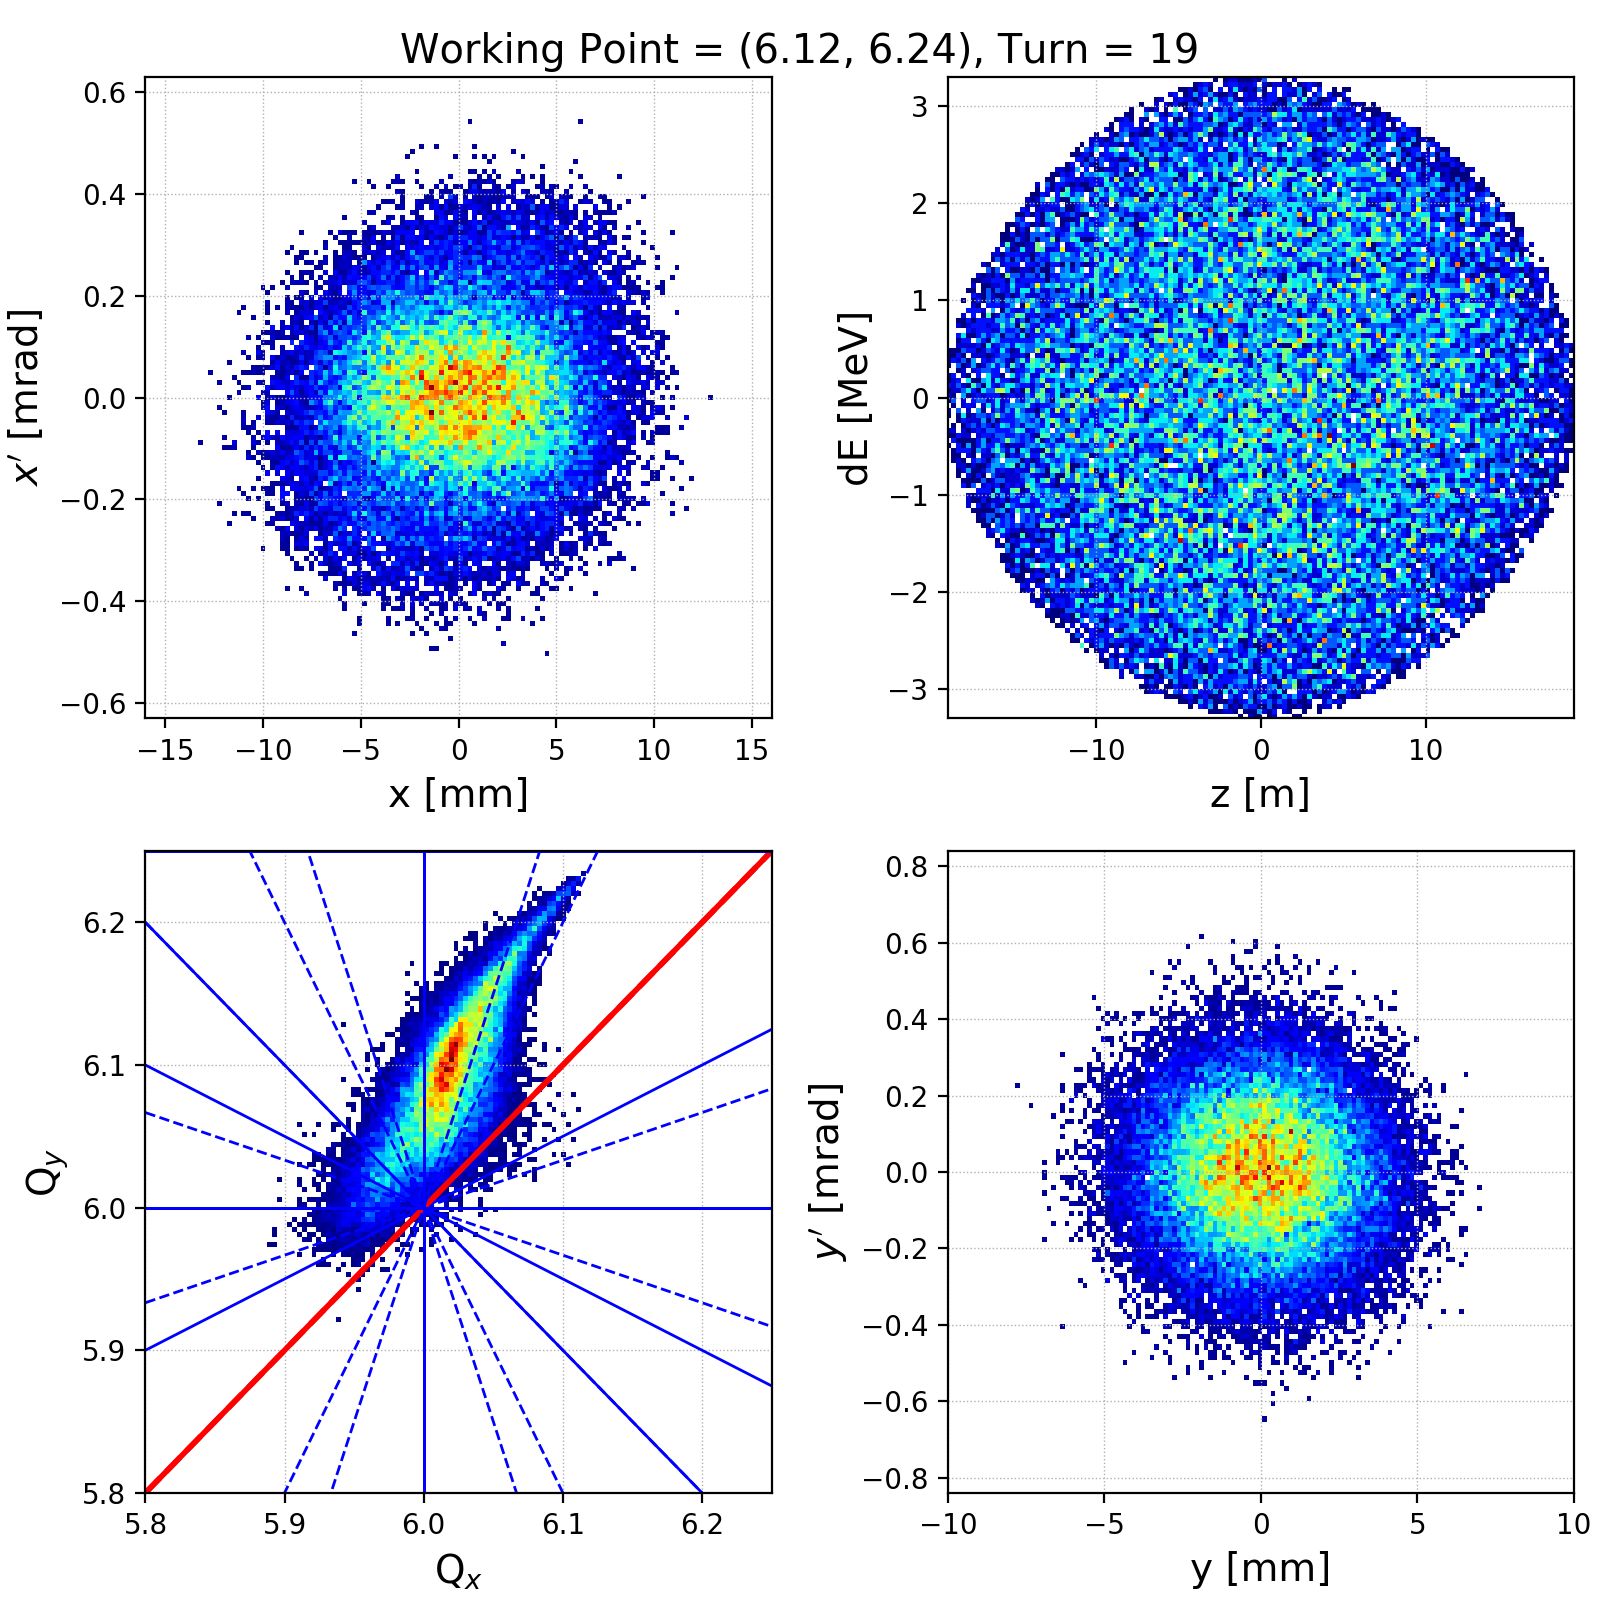 Working Point = (6.12, 6.24), Turn = 19
0.6
0.4
0.2
0.0
−0.2
−0.4
−0.6
x′ [mrad]
−15 −10 −5 0 5 10 15
x [mm]
3
2
1
0
−1
−2
−3
dE [MeV]
−10 0 10
z [m]
6.2
6.1
6.0
5.9
5.8
Qy
5.8 5.9 6.0 6.1 6.2
Qx
0.8
0.6
0.4
0.2
0.0
−0.2
−0.4
−0.6
−0.8
y′ [mrad]
−10 −5 0 5 10
y [mm]